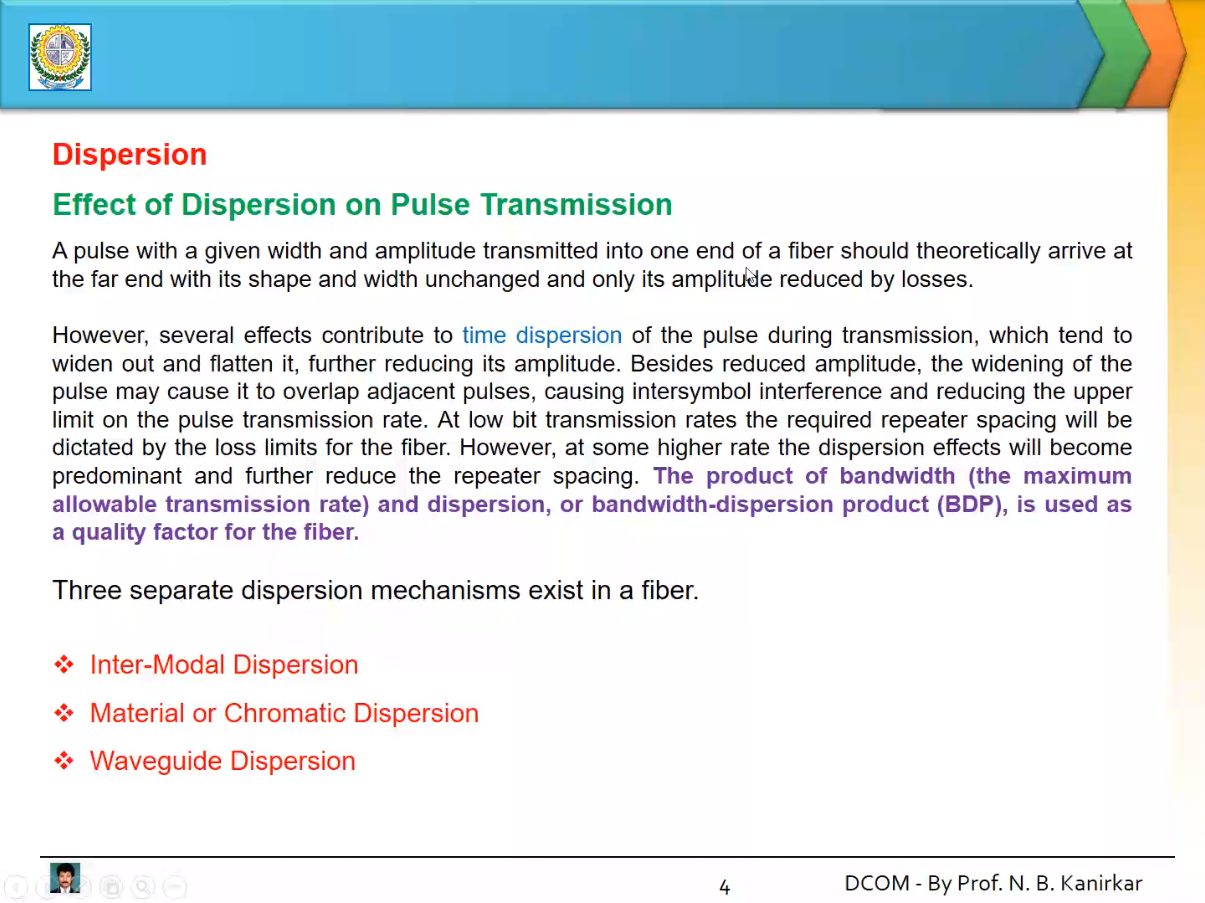 Dispersion
Effect of Dispersion on Pulse Transmission
A pulse with a given width and amplitude transmitted into one end of a fiber should theoretically arrive at
the far end with its shape and width unchanged and only its amplitude reduced by losses.
However, several effects contribute to time dispersion of the pulse during transmission, which tend to
widen out and flatten it, further reducing its amplitude. Besides reduced amplitude, the widening of the
pulse may cause it to overlap adjacent pulses, causing intersymbol interference and reducing the upper
limit on the pulse transmission rate. At low bit transmission rates the required repeater spacing will be
dictated by the loss limits for the fiber. However, at some higher rate the dispersion effects will become
predominant and further reduce the repeater spacing. The product of bandwidth (the maximum
allowable transmission rate) and dispersion, or bandwidth-dispersion product (BDP), is used as
a quality factor for the fiber.
Three separate dispersion mechanisms exist in a fiber.
❖ Inter-Modal Dispersion
❖ Material or Chromatic Dispersion
❖ Waveguide Dispersion
4
DCOM - By Prof. N. B. Kanirkar